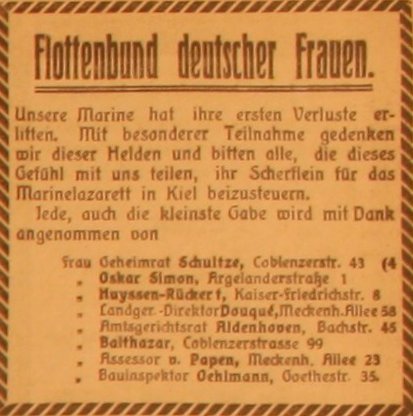 Flottenbund deutscher Frauen.
Unsere Marine hat ihre ersten Verluste er-
litten. Mit besonderer Teilnahme gedenken
wir dieser Helden und bitten alle, die dieses
Gefühl mit uns teilen, ihr Scherflein für das
Marinelazarett in Kiel beizusteuern.
Jede, auch die kleinste Gabe wird mit Dank
angenommen von
Frau Geheimrat Schultze, Coblenzerstr. 43 (4
„ Oskar Simon, Argelanderstraße 1
„ Huyssen-Rückert, Kaiser-Friedrichstr. 8
„ Landger.-Direktor Douqué, Meckenh. Allee 58
„ Amtsgerichtsrat Aldenhoven, Bachstr. 45
„ Balthazar, Coblenzerstrasse 99
„ Assessor v. Papen, Meckenh. Allee 23
„ Bauinspektor Oehlmann, Goethestr. 35.